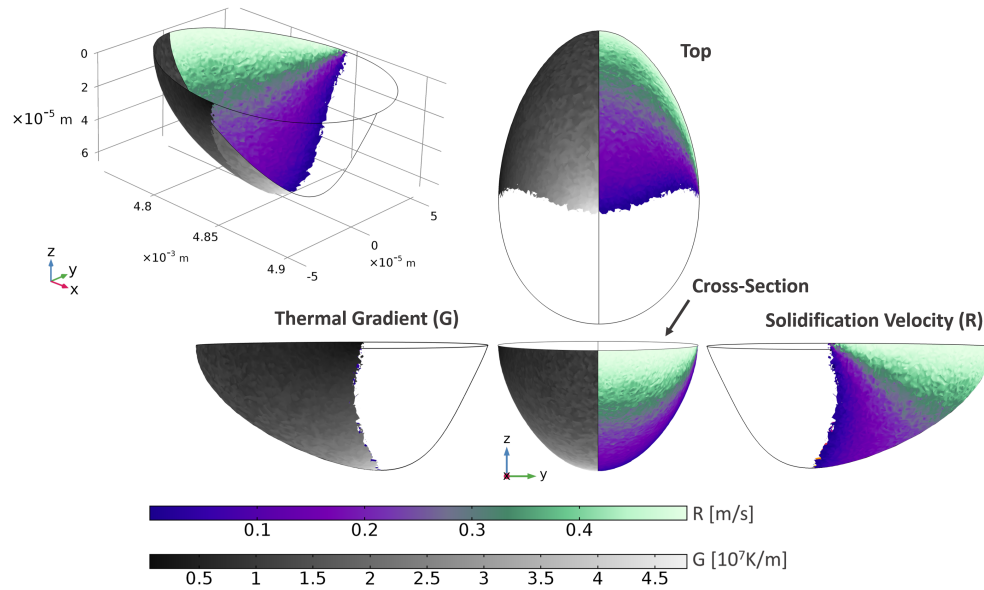 0
2
4
6
×10⁻⁵ m
4.8
4.85
4.9
×10⁻³ m
-5
0
5
×10⁻⁵ m
z
y
x
Top
Cross-Section
Thermal Gradient (G)
Solidification Velocity (R)
z
y
x
0.1 0.2 0.3 0.4
R [m/s]
0.5 1 1.5 2 2.5 3 3.5 4 4.5
G [10⁷K/m]